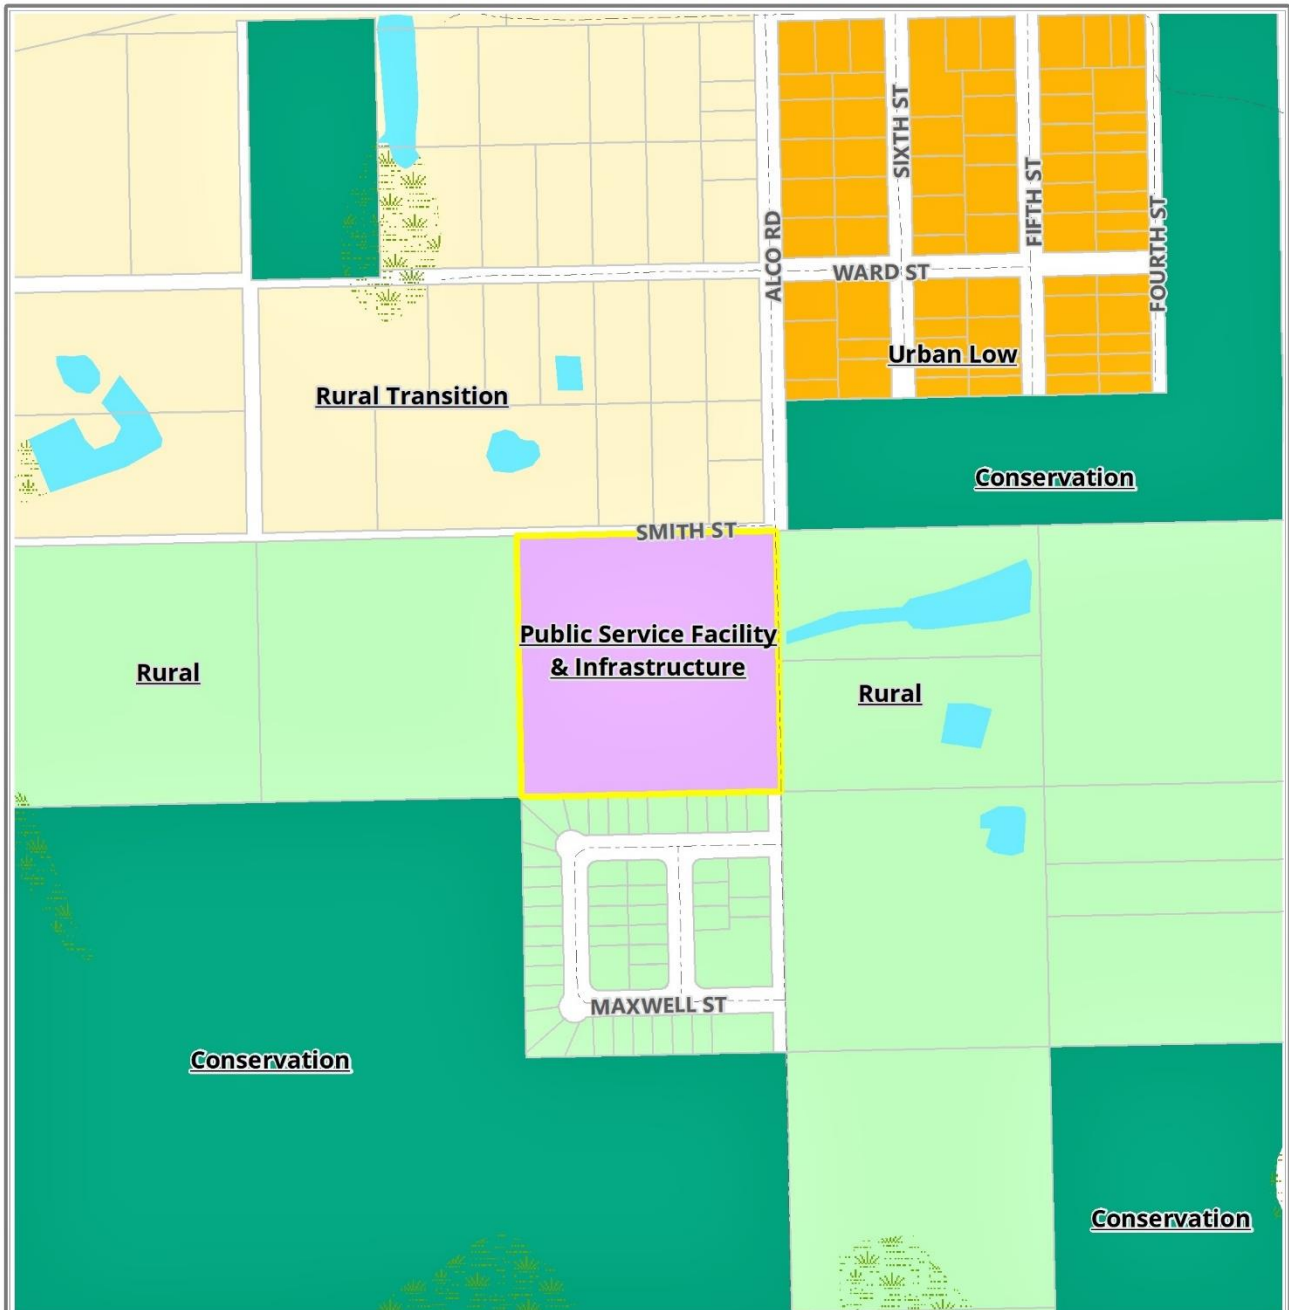 SIXTH ST
FIFTH ST
ALCO RD
FOURTH ST
WARD ST
Urban Low
Rural Transition
Conservation
SMITH ST
Public Service Facility
& Infrastructure
Rural
Rural
MAXWELL ST
Conservation
Conservation